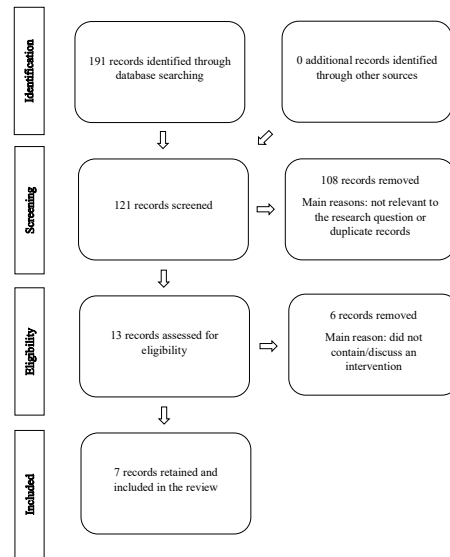 Identification
191 records identified through
database searching
0 additional records identified
through other sources
Screening
121 records screened
108 records removed
Main reasons: not relevant to
the research question or
duplicate records
Eligibility
13 records assessed for
eligibility
6 records removed
Main reason: did not
contain/discuss an
intervention
Included
7 records retained and
included in the review